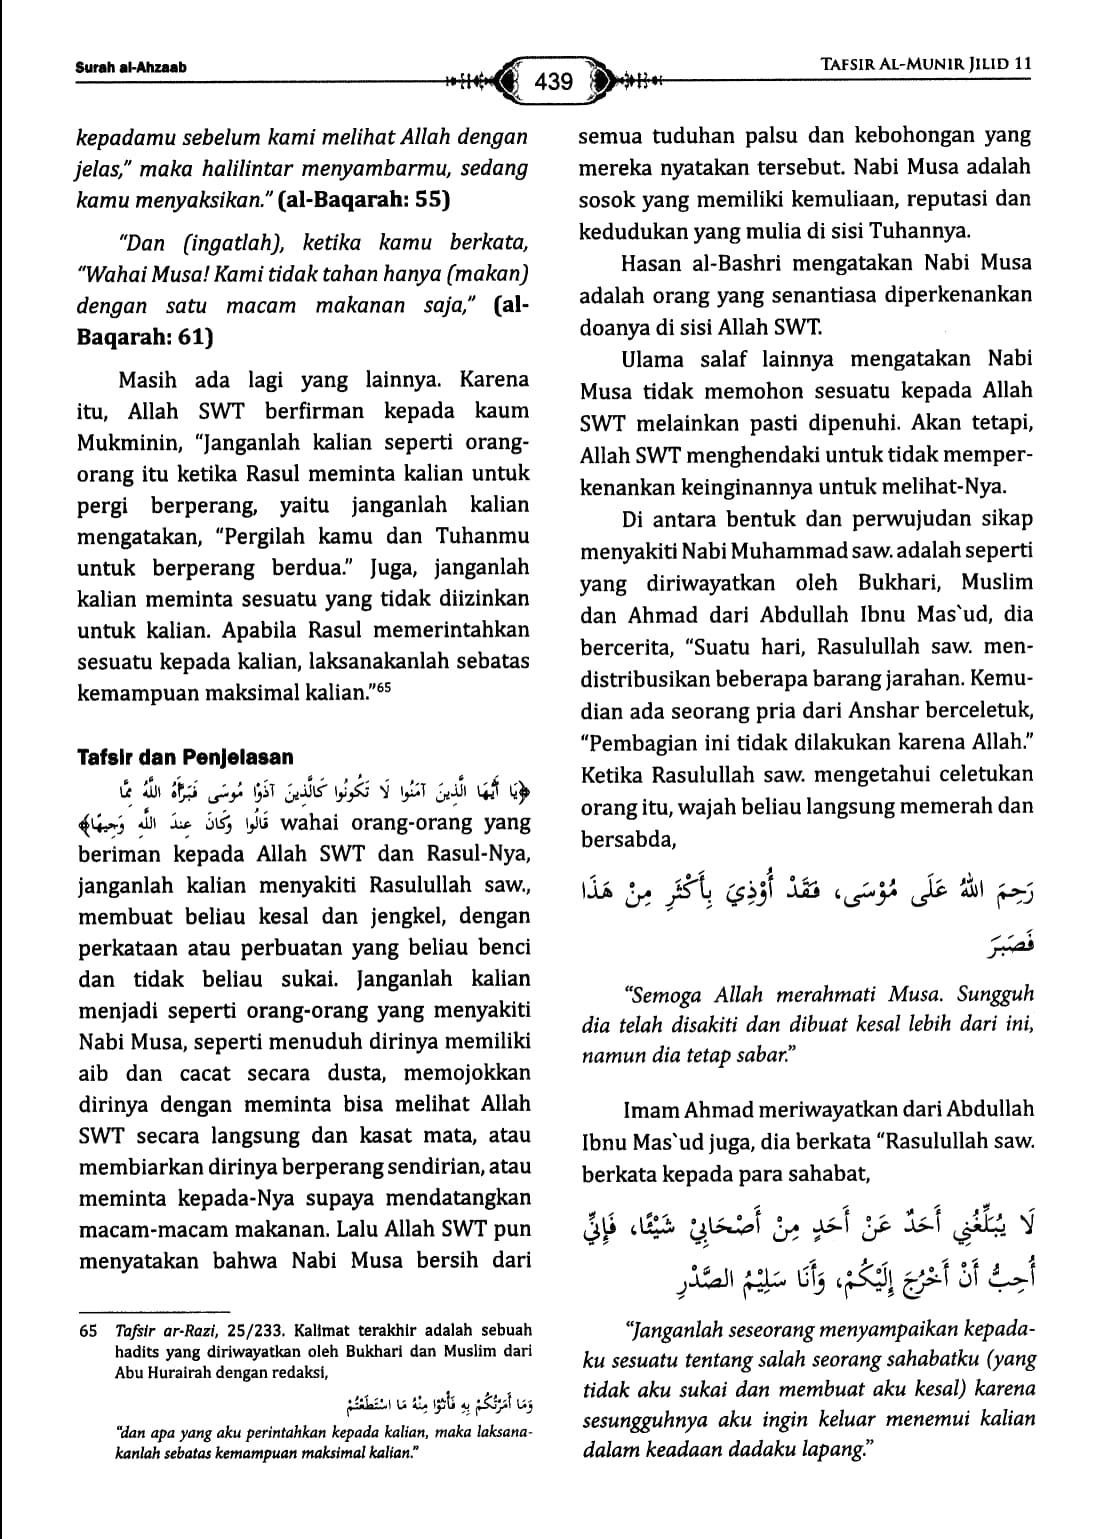 Surah al-Ahzaab
439
TAFSIR AL-MUNIR JILID 11
kepadamu sebelum kami melihat Allah dengan
jelas,” maka halilintar menyambarmu, sedang
kamu menyaksikan.” (al-Baqarah: 55)
“Dan (ingatlah), ketika kamu berkata,
“Wahai Musa! Kami tidak tahan hanya (makan)
dengan satu macam makanan saja,” (al-
Baqarah: 61)
Masih ada lagi yang lainnya. Karena
itu, Allah SWT berfirman kepada kaum
Mukminin, “Janganlah kalian seperti orang-
orang itu ketika Rasul meminta kalian untuk
pergi berperang, yaitu janganlah kalian
mengatakan, “Pergilah kamu dan Tuhanmu
untuk berperang berdua.” Juga, janganlah
kalian meminta sesuatu yang tidak diizinkan
untuk kalian. Apabila Rasul memerintahkan
sesuatu kepada kalian, laksanakanlah sebatas
kemampuan maksimal kalian.”65
Tafsir dan Penjelasan
﴿يَا أَيُّهَا الَّذِينَ آمَنُوا لَا تَكُونُوا كَالَّذِينَ آذَوْا مُوسَى فَبَرَّأَهُ اللَّهُ مِمَّا
قَالُوا وَكَانَ عِندَ اللَّهِ وَجِيهًا﴾ wahai orang-orang yang
beriman kepada Allah SWT dan Rasul-Nya,
janganlah kalian menyakiti Rasulullah saw.,
membuat beliau kesal dan jengkel, dengan
perkataan atau perbuatan yang beliau benci
dan tidak beliau sukai. Janganlah kalian
menjadi seperti orang-orang yang menyakiti
Nabi Musa, seperti menuduh dirinya memiliki
aib dan cacat secara dusta, memojokkan
dirinya dengan meminta bisa melihat Allah
SWT secara langsung dan kasat mata, atau
membiarkan dirinya berperang sendirian, atau
meminta kepada-Nya supaya mendatangkan
macam-macam makanan. Lalu Allah SWT pun
menyatakan bahwa Nabi Musa bersih dari
65 Tafsir ar-Razi, 25/233. Kalimat terakhir adalah sebuah
hadits yang diriwayatkan oleh Bukhari dan Muslim dari
Abu Hurairah dengan redaksi,
وَمَا أَمَرْتُكُمْ بِهِ فَأْتُوْا مِنْهُ مَا اسْتَطَعْتُمْ
“dan apa yang aku perintahkan kepada kalian, maka laksana-
kanlah sebatas kemampuan maksimal kalian.”
semua tuduhan palsu dan kebohongan yang
mereka nyatakan tersebut. Nabi Musa adalah
sosok yang memiliki kemuliaan, reputasi dan
kedudukan yang mulia di sisi Tuhannya.
Hasan al-Bashri mengatakan Nabi Musa
adalah orang yang senantiasa diperkenankan
doanya di sisi Allah SWT.
Ulama salaf lainnya mengatakan Nabi
Musa tidak memohon sesuatu kepada Allah
SWT melainkan pasti dipenuhi. Akan tetapi,
Allah SWT menghendaki untuk tidak memper-
kenankan keinginannya untuk melihat-Nya.
Di antara bentuk dan perwujudan sikap
menyakiti Nabi Muhammad saw. adalah seperti
yang diriwayatkan oleh Bukhari, Muslim
dan Ahmad dari Abdullah Ibnu Mas`ud, dia
bercerita, “Suatu hari, Rasulullah saw. men-
distribusikan beberapa barang jarahan. Kemu-
dian ada seorang pria dari Anshar berceletuk,
“Pembagian ini tidak dilakukan karena Allah.”
Ketika Rasulullah saw. mengetahui celetukan
orang itu, wajah beliau langsung memerah dan
bersabda,
رَحِمَ اللهُ عَلَى مُوْسَى، فَقَدْ أُوْذِيَ بِأَكْثَرِ مِنْ هَذَا
فَصَبَرَ
“Semoga Allah merahmati Musa. Sungguh
dia telah disakiti dan dibuat kesal lebih dari ini,
namun dia tetap sabar.”
Imam Ahmad meriwayatkan dari Abdullah
Ibnu Mas`ud juga, dia berkata “Rasulullah saw.
berkata kepada para sahabat,
لَا يُبَلِّغُنِي أَحَدٌ عَنْ أَحَدٍ مِنْ أَصْحَابِيْ شَيْئًا، فَإِنِّي
أُحِبُّ أَنْ أَخْرُجَ إِلَيْكُمْ، وَأَنَا سَلِيْمُ الصَّدْرِ
“Janganlah seseorang menyampaikan kepada-
ku sesuatu tentang salah seorang sahabatku (yang
tidak aku sukai dan membuat aku kesal) karena
sesungguhnya aku ingin keluar menemui kalian
dalam keadaan dadaku lapang.”